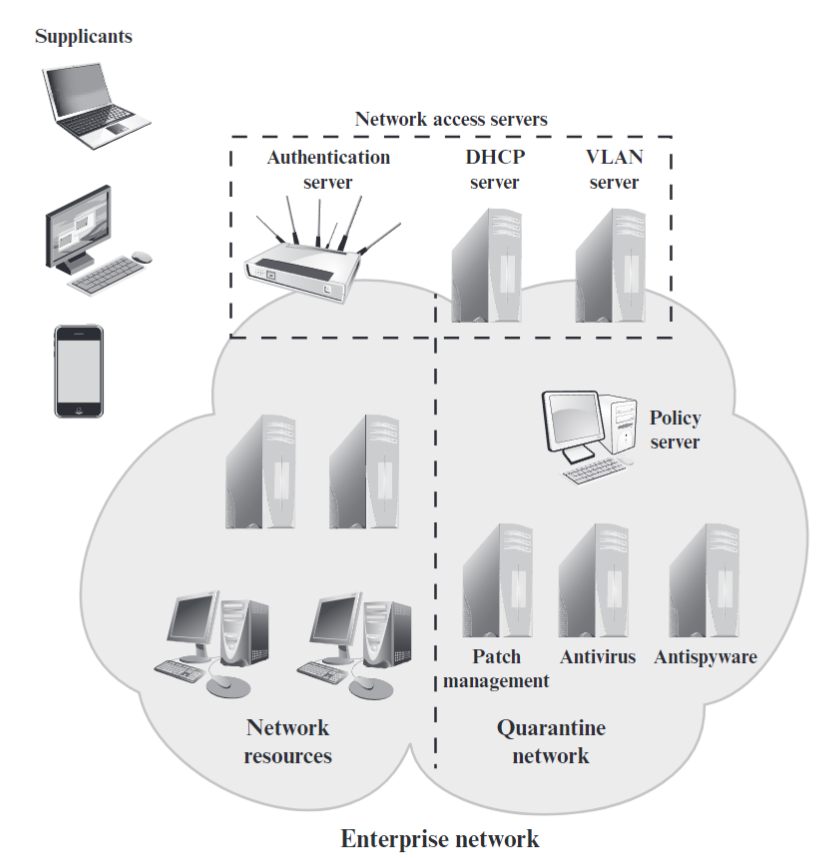 Supplicants
Network access servers
Authentication
server
DHCP
server
VLAN
server
Policy
server
Patch
management
Antivirus
Antispyware
Network
resources
Quarantine
network
Enterprise network